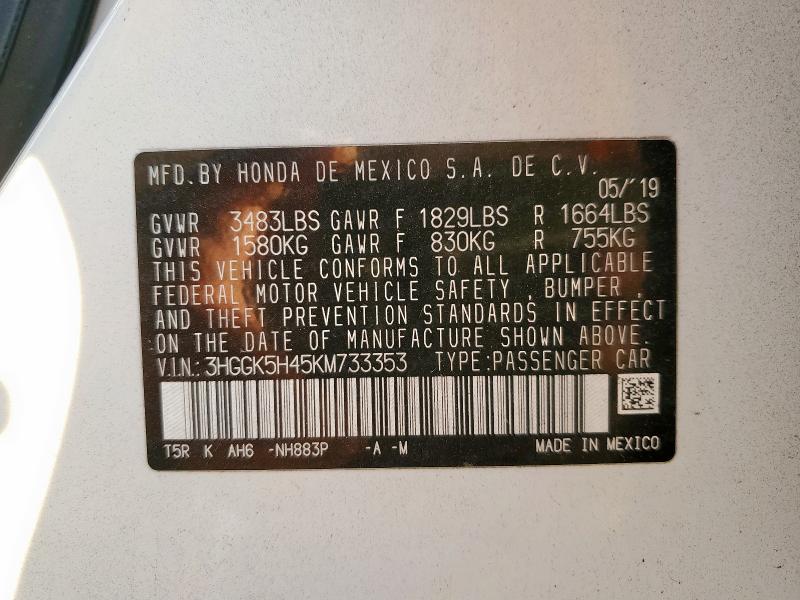 MFD. BY HONDA DE MEXICO S.A. DE C.V.
05/'19
GVWR 3483LBS GAWR F 1829LBS R 1664LBS
GVWR 1580KG GAWR F 830KG R 755KG
THIS VEHICLE CONFORMS TO ALL APPLICABLE
FEDERAL MOTOR VEHICLE SAFETY , BUMPER ,
AND THEFT PREVENTION STANDARDS IN EFFECT
ON THE DATE OF MANUFACTURE SHOWN ABOVE.
V.I.N.: 3HGGK5H45KM733353 TYPE:PASSENGER CAR
T5R K AH6 -NH883P -A -M MADE IN MEXICO